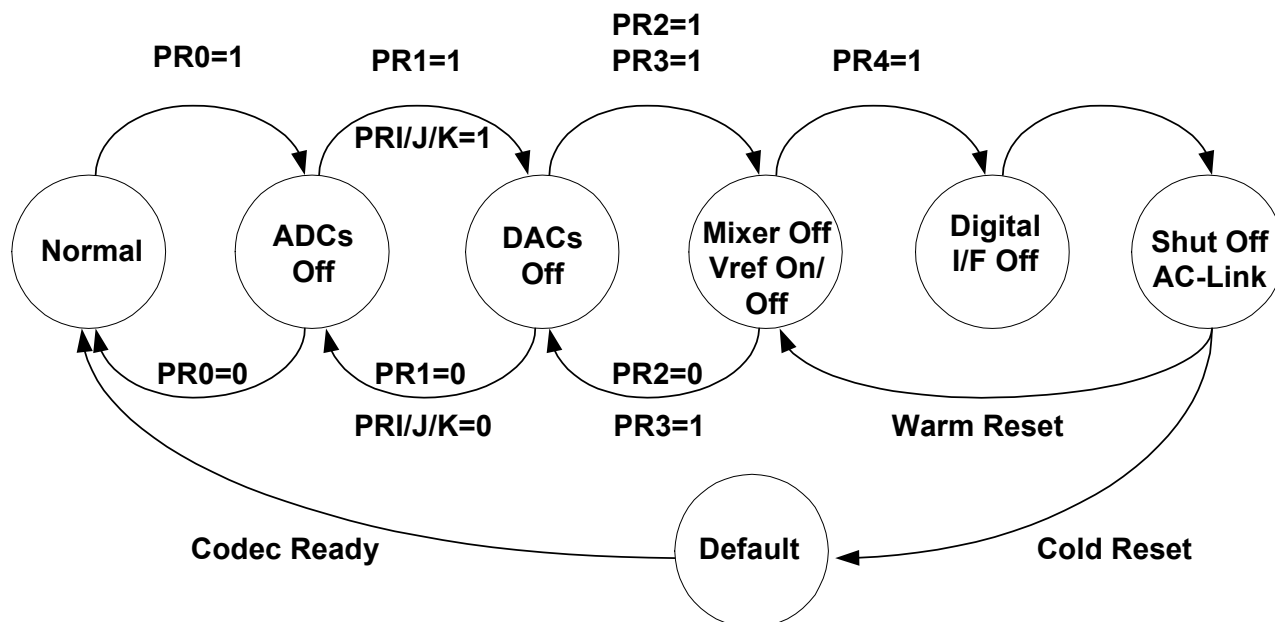 PR2=1
PR0=1
PR1=1
PR3=1
PR4=1
PRI/J/K=1
Normal
ADCs
Off
DACs
Off
Mixer Off
Vref On/
Off
Digital
I/F Off
Shut Off
AC-Link
PR0=0
PR1=0
PR2=0
PRI/J/K=0
PR3=1
Warm Reset
Codec Ready
Default
Cold Reset